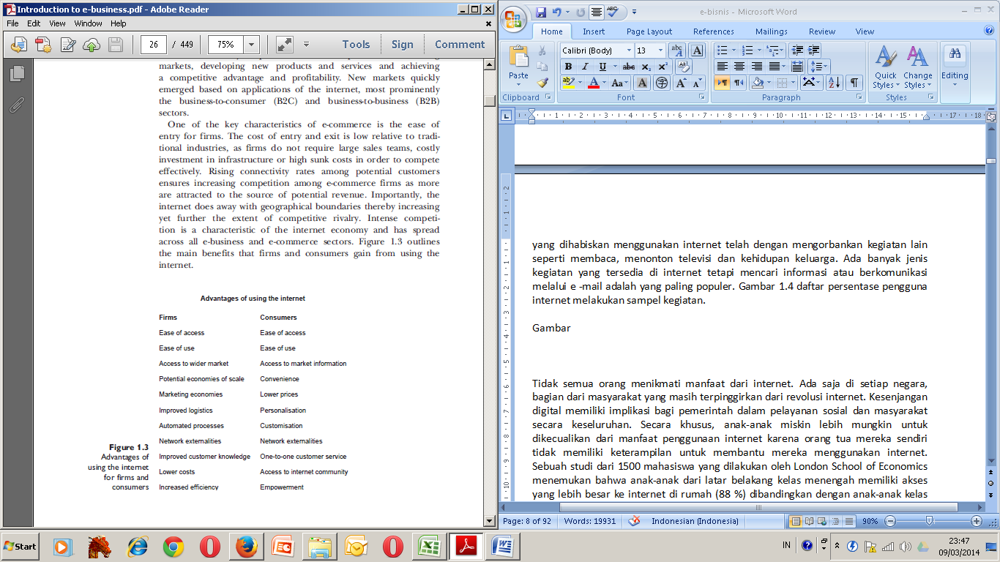 Introduction to e-business.pdf - Adobe Reader
File Edit View Window Help
26 / 449 75% Tools Sign Comment
markets, developing new products and services and achieving
a competitive advantage and profitability. New markets quickly
emerged based on applications of the internet, most prominently
the business-to-consumer (B2C) and business-to-business (B2B)
sectors.
One of the key characteristics of e-commerce is the ease of
entry for firms. The cost of entry and exit is low relative to tradi-
tional industries, as firms do not require large sales teams, costly
investment in infrastructure or high sunk costs in order to compete
effectively. Rising connectivity rates among potential customers
ensures increasing competition among e-commerce firms as more
are attracted to the source of potential revenue. Importantly, the
internet does away with geographical boundaries thereby increasing
yet further the extent of competitive rivalry. Intense competi-
tion is a characteristic of the internet economy and has spread
across all e-business and e-commerce sectors. Figure 1.3 outlines
the main benefits that firms and consumers gain from using the
internet.
Advantages of using the internet
Firms Consumers
Ease of access Ease of access
Ease of use Ease of use
Access to wider market Access to market information
Potential economies of scale Convenience
Marketing economies Lower prices
Improved logistics Personalisation
Automated processes Customisation
Network externalities Network externalities
Improved customer knowledge One-to-one customer service
Lower costs Access to internet community
Increased efficiency Empowerment
Figure 1.3
Advantages of
using the internet
for firms and
consumers
e-bisnis - Microsoft Word
Home Insert Page Layout References Mailings Review View
Calibri (Body) 13
Paste Quick Styles Change Styles Editing
Clipboard Font Paragraph Styles
1 2 3 4 5 6 7 8 9 10 11 12 13 14 15 17 18
yang dihabiskan menggunakan internet telah dengan mengorbankan kegiatan lain
seperti membaca, menonton televisi dan kehidupan keluarga. Ada banyak jenis
kegiatan yang tersedia di internet tetapi mencari informasi atau berkomunikasi
melalui e -mail adalah yang paling populer. Gambar 1.4 daftar persentase pengguna
internet melakukan sampel kegiatan.
Gambar
Tidak semua orang menikmati manfaat dari internet. Ada saja di setiap negara,
bagian dari masyarakat yang masih terpinggirkan dari revolusi internet. Kesenjangan
digital memiliki implikasi bagi pemerintah dalam pelayanan sosial dan masyarakat
secara keseluruhan. Secara khusus, anak-anak miskin lebih mungkin untuk
dikecualikan dari manfaat penggunaan internet karena orang tua mereka sendiri
tidak memiliki keterampilan untuk membantu mereka menggunakan internet.
Sebuah studi dari 1500 mahasiswa yang dilakukan oleh London School of Economics
menemukan bahwa anak-anak dari latar belakang kelas menengah memiliki akses
yang lebih besar ke internet di rumah (88 %) dibandingkan dengan anak-anak kelas
Page: 8 of 92 Words: 19931 Indonesian (Indonesia) 90%
Start IN 23:47
09/03/2014